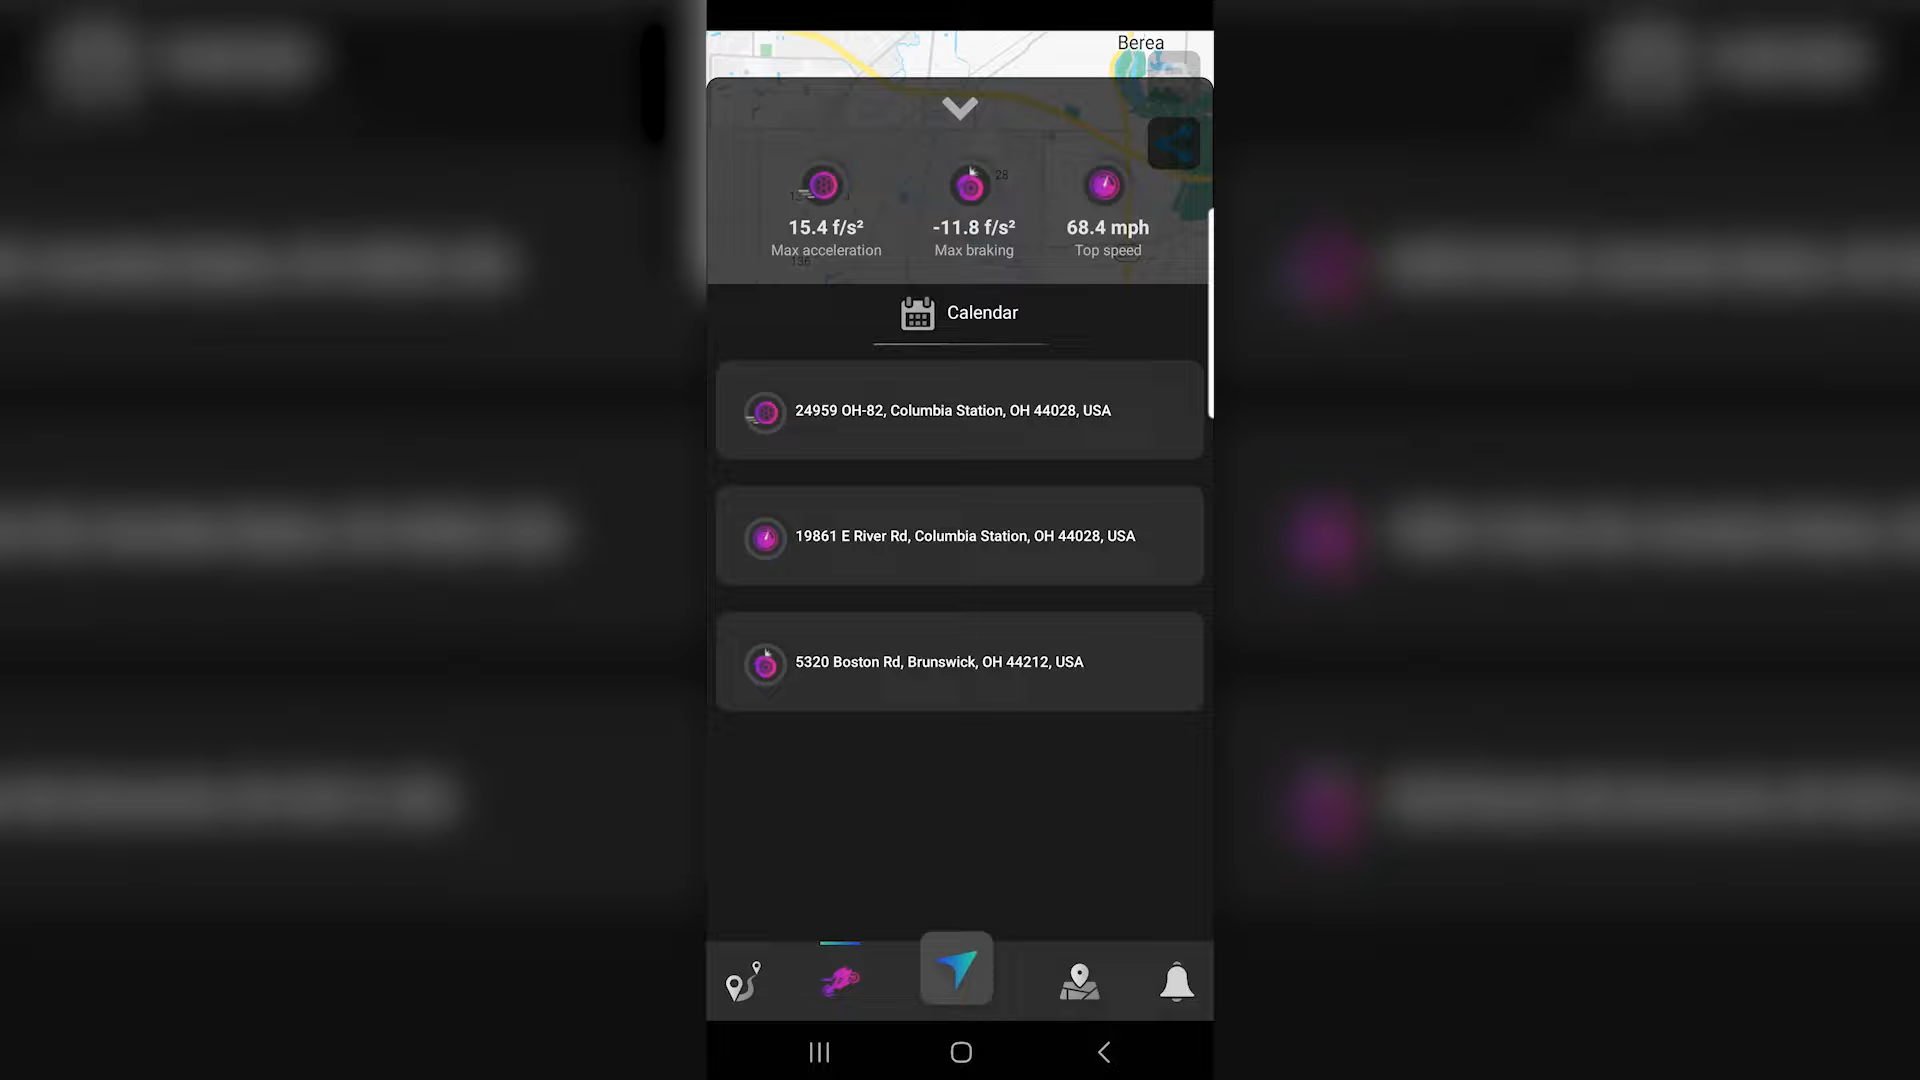 Berea
28
15.4 f/s²
-11.8 f/s²
68.4 mph
Max acceleration
Max braking
Top speed
Calendar
24959 OH-82, Columbia Station, OH 44028, USA
19861 E River Rd, Columbia Station, OH 44028, USA
5320 Boston Rd, Brunswick, OH 44212, USA